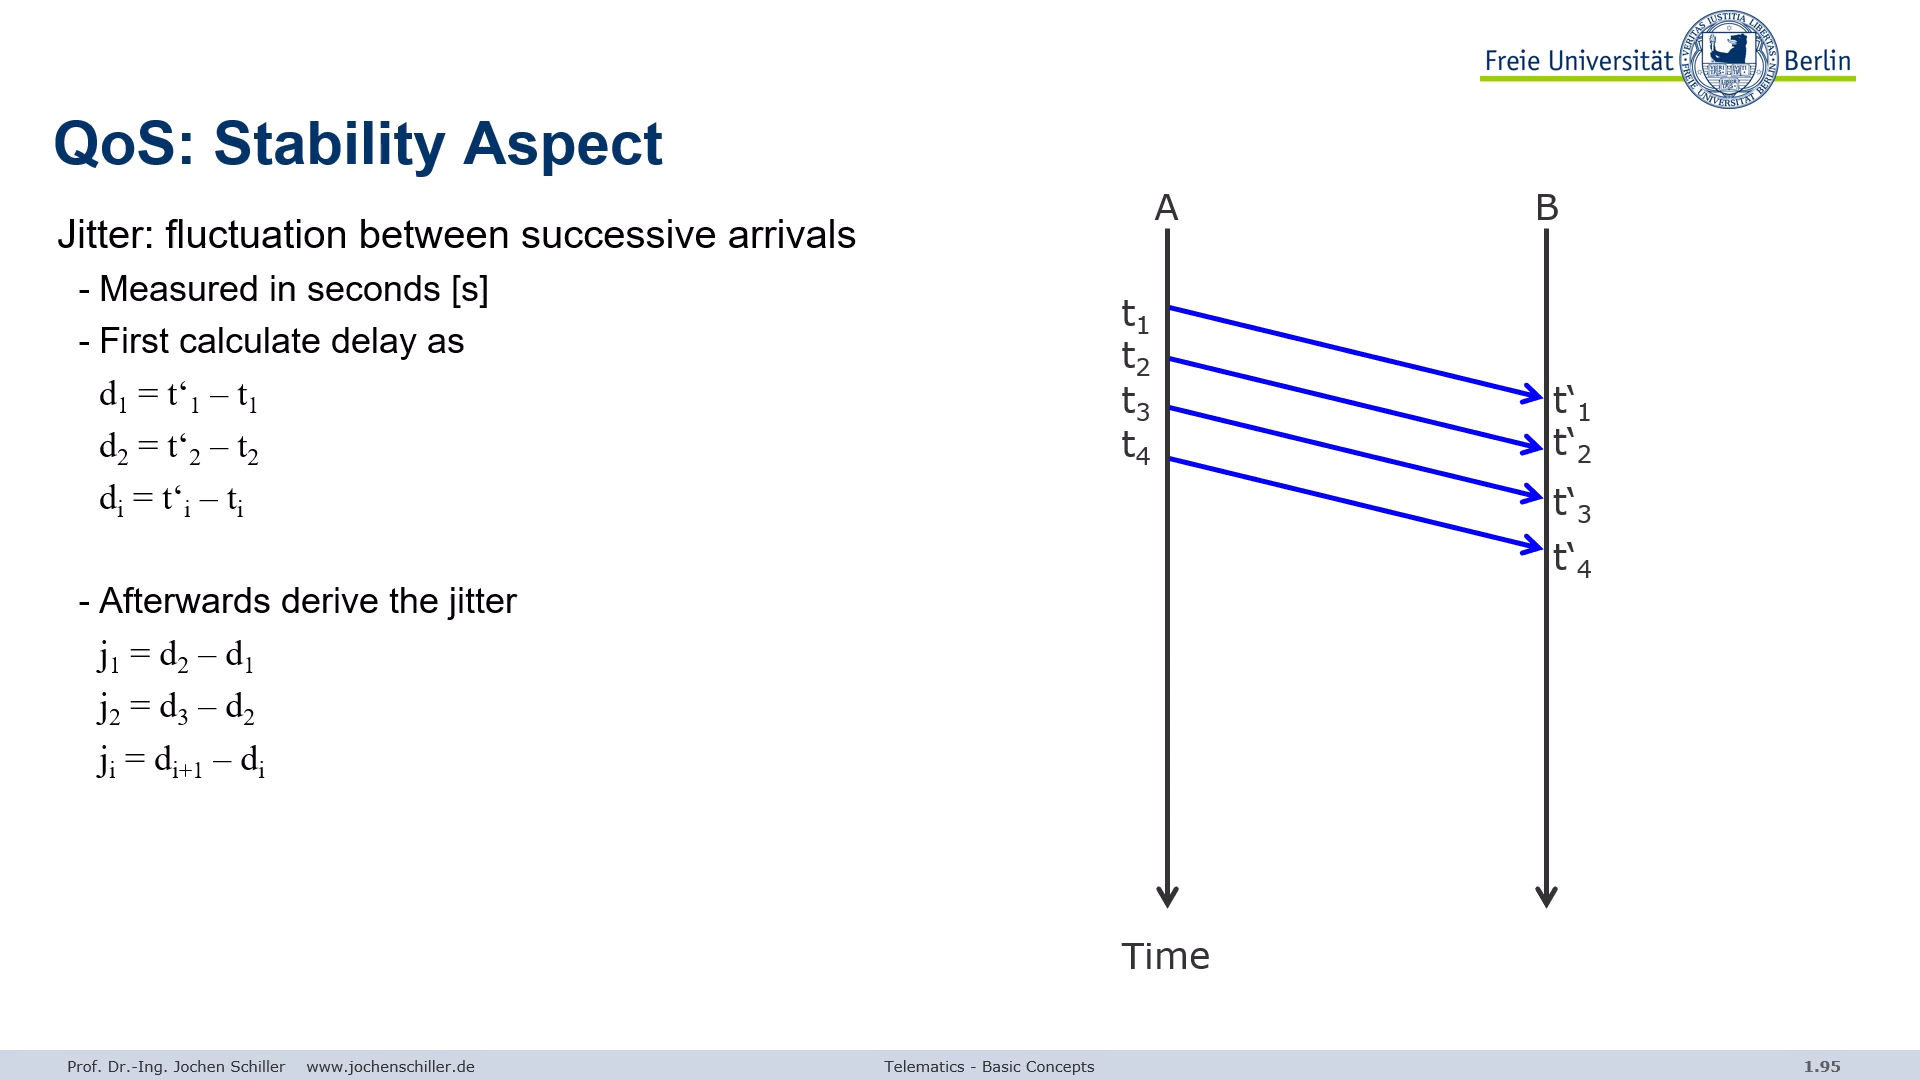 Freie Universität Berlin
QoS: Stability Aspect
Jitter: fluctuation between successive arrivals
- Measured in seconds [s]
- First calculate delay as
d1 = t‘1 – t1
d2 = t‘2 – t2
di = t‘i – ti
- Afterwards derive the jitter
j1 = d2 – d1
j2 = d3 – d2
ji = di+1 – di
A B
t1
t2
t3
t4
t‘1
t‘2
t‘3
t‘4
Time
Prof. Dr.-Ing. Jochen Schiller www.jochenschiller.de Telematics - Basic Concepts 1.95